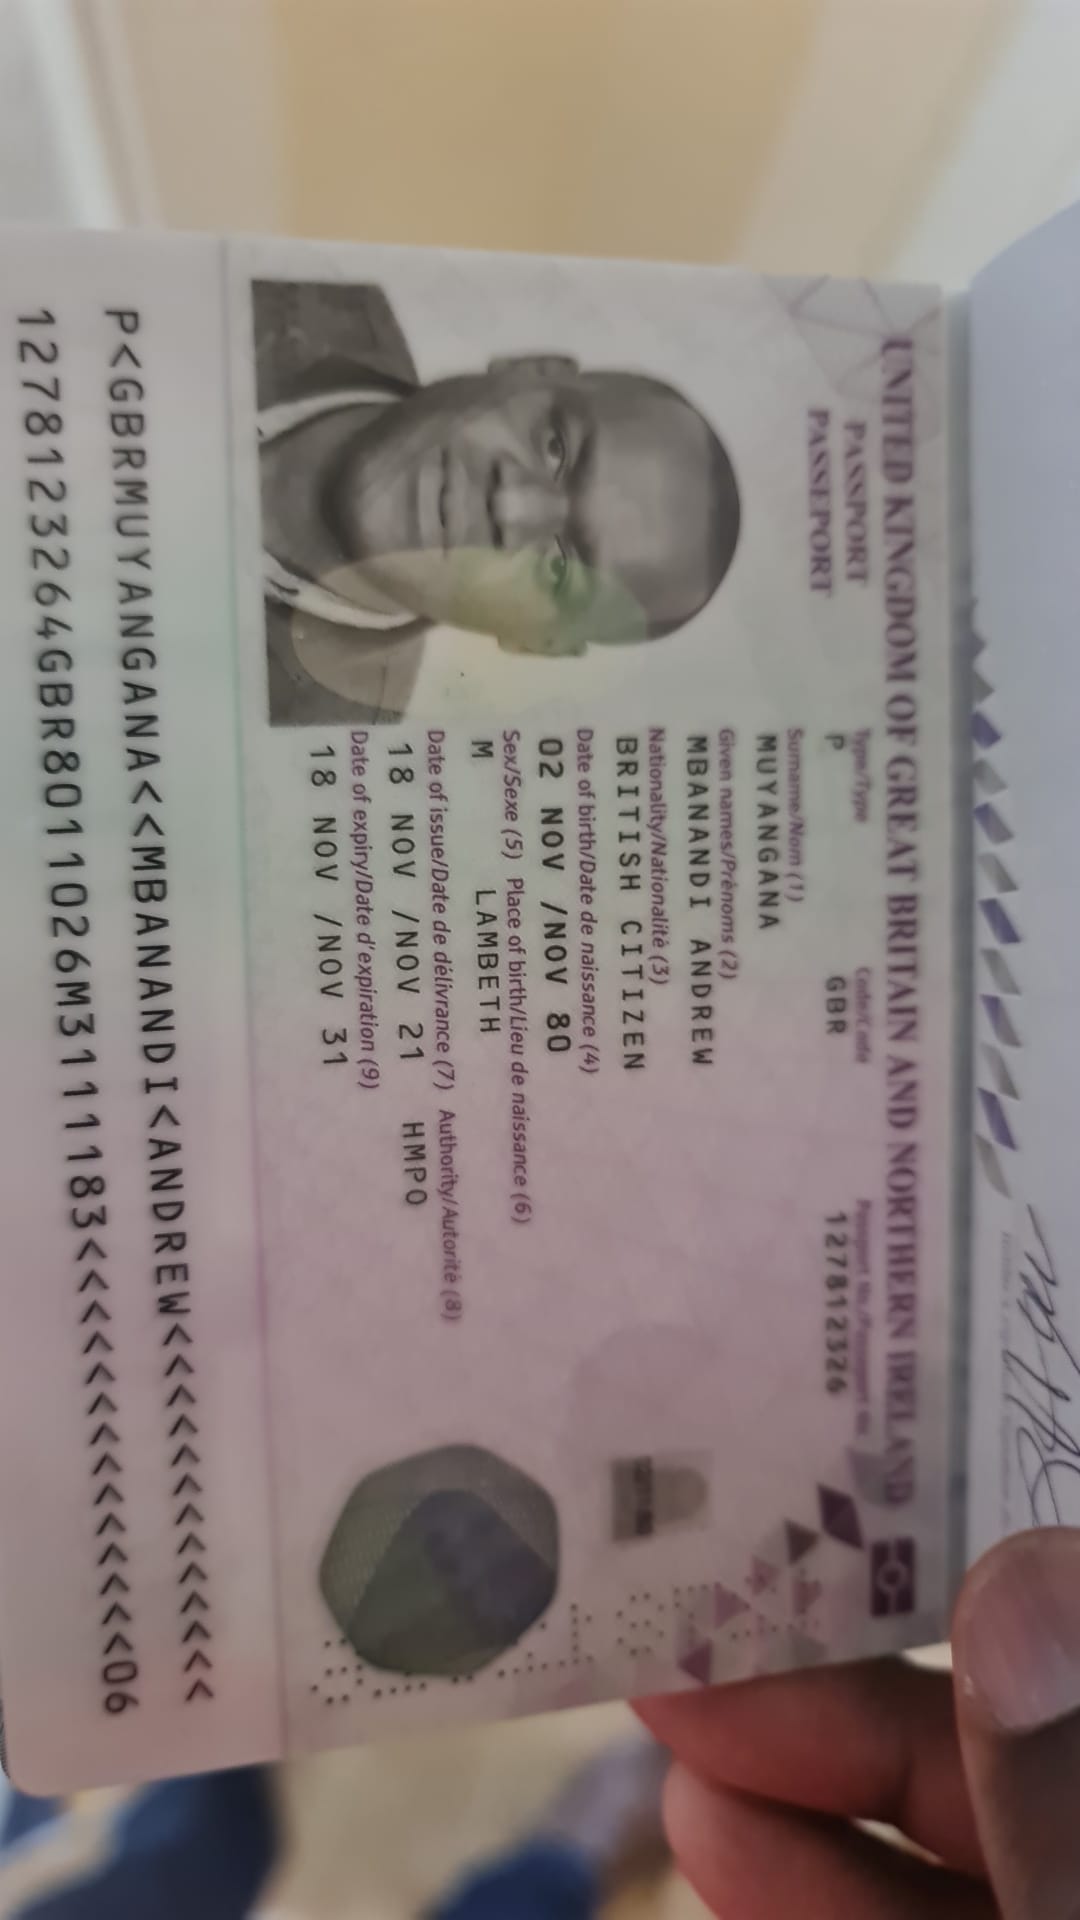 UNITED KINGDOM OF GREAT BRITAIN AND NORTHERN IRELAND
PASSPORT
PASSEPORT
Type/Type
P
Code/Code
GBR
Passport No./Passeport No.
127812326
Surname/Nom (1)
MUYANGANA
Given names/Prénoms (2)
MBANANDI ANDREW
Nationality/Nationalité (3)
BRITISH CITIZEN
Date of birth/Date de naissance (4)
02 NOV /NOV 80
Sex/Sexe (5) Place of birth/Lieu de naissance (6)
M LAMBETH
Date of issue/Date de délivrance (7) Authority/Autorité (8)
18 NOV /NOV 21 HMPO
Date of expiry/Date d'expiration (9)
18 NOV /NOV 31
P<GBRMUYANGANA<<MBANANDI<ANDREW<<<<<<<<<<<<<
1278123264GBR8011026M3111183<<<<<<<<<<<<<<06